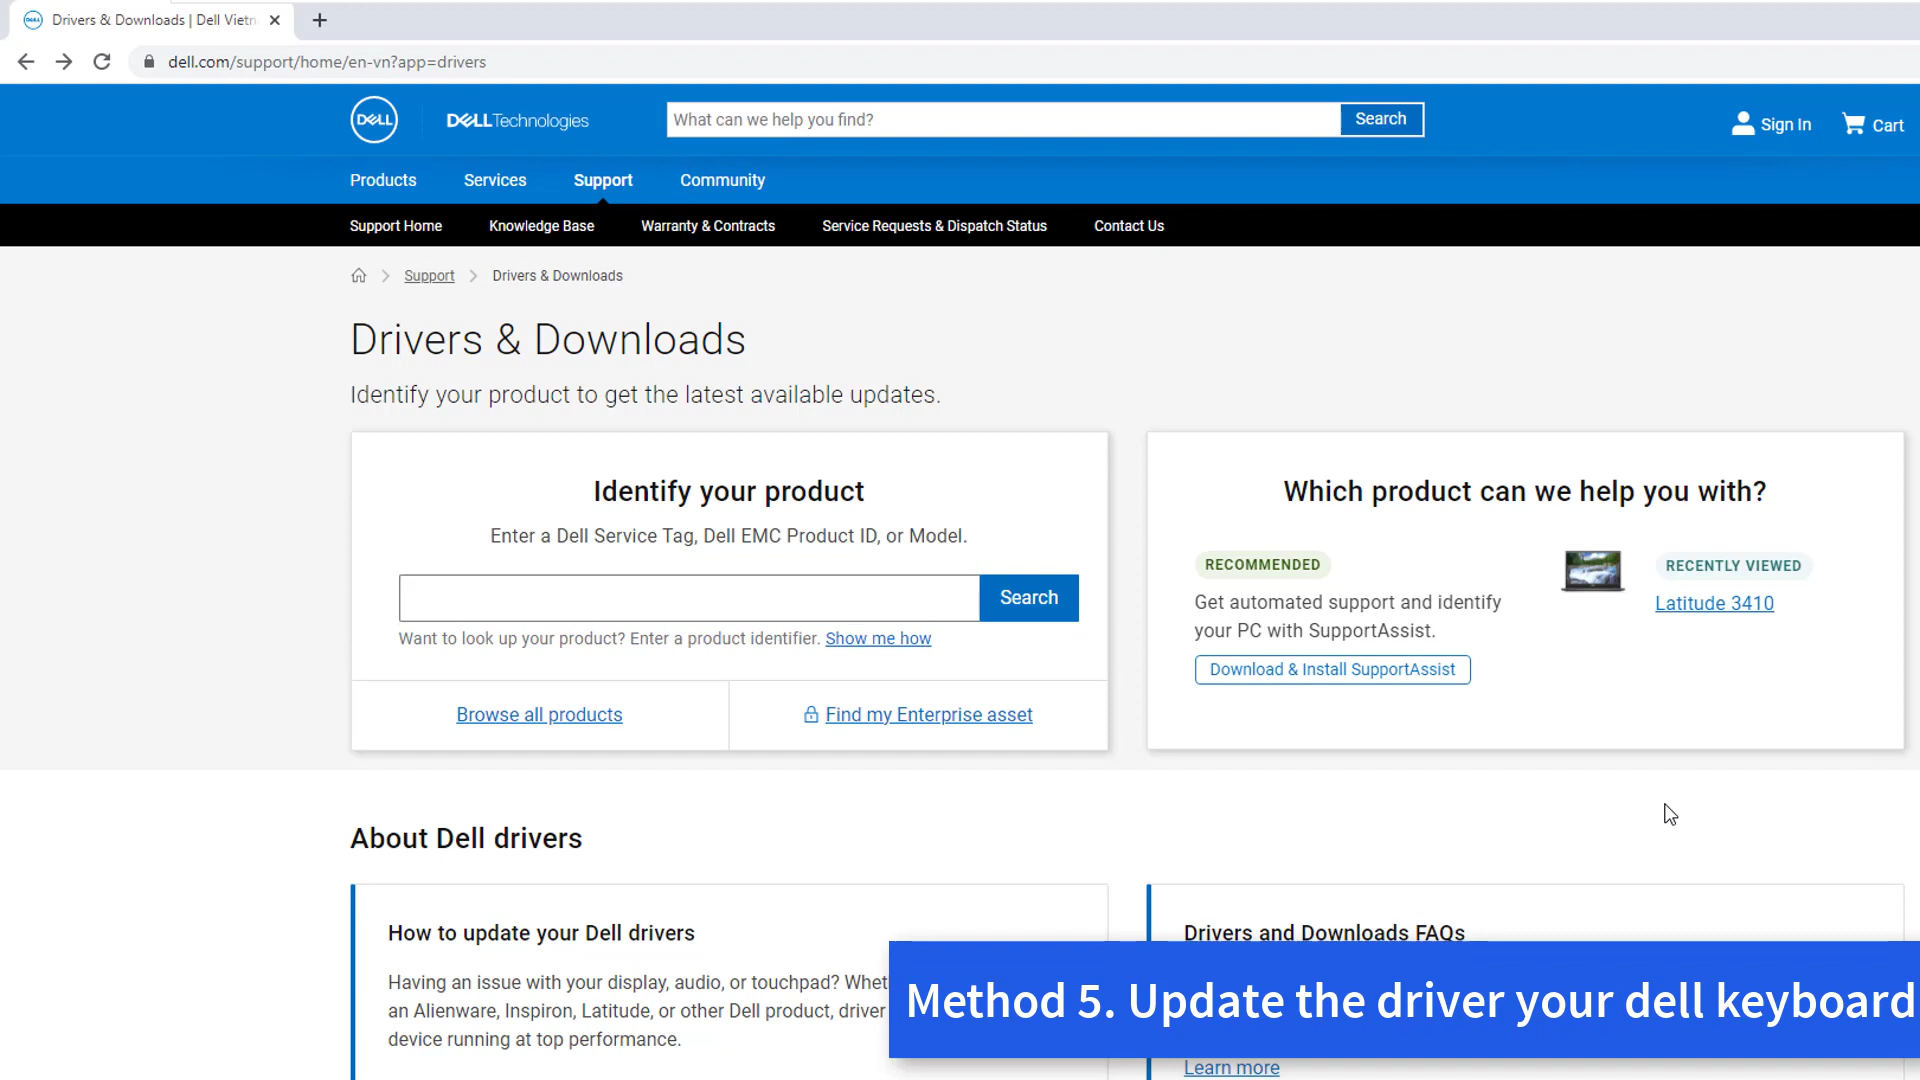 Drivers & Downloads | Dell Vietn
dell.com/support/home/en-vn?app=drivers
DELL
DELLTechnologies
What can we help you find?
Search
Sign In
Cart
Products
Services
Support
Community
Support Home
Knowledge Base
Warranty & Contracts
Service Requests & Dispatch Status
Contact Us
Support
Drivers & Downloads
Drivers & Downloads
Identify your product to get the latest available updates.
Identify your product
Enter a Dell Service Tag, Dell EMC Product ID, or Model.
Search
Want to look up your product? Enter a product identifier. Show me how
Browse all products
Find my Enterprise asset
Which product can we help you with?
RECOMMENDED
Get automated support and identify
your PC with SupportAssist.
Download & Install SupportAssist
RECENTLY VIEWED
Latitude 3410
About Dell drivers
How to update your Dell drivers
Having an issue with your display, audio, or touchpad? Whet
an Alienware, Inspiron, Latitude, or other Dell product, driver
device running at top performance.
Drivers and Downloads FAQs
Method 5. Update the driver your dell keyboard
Learn more